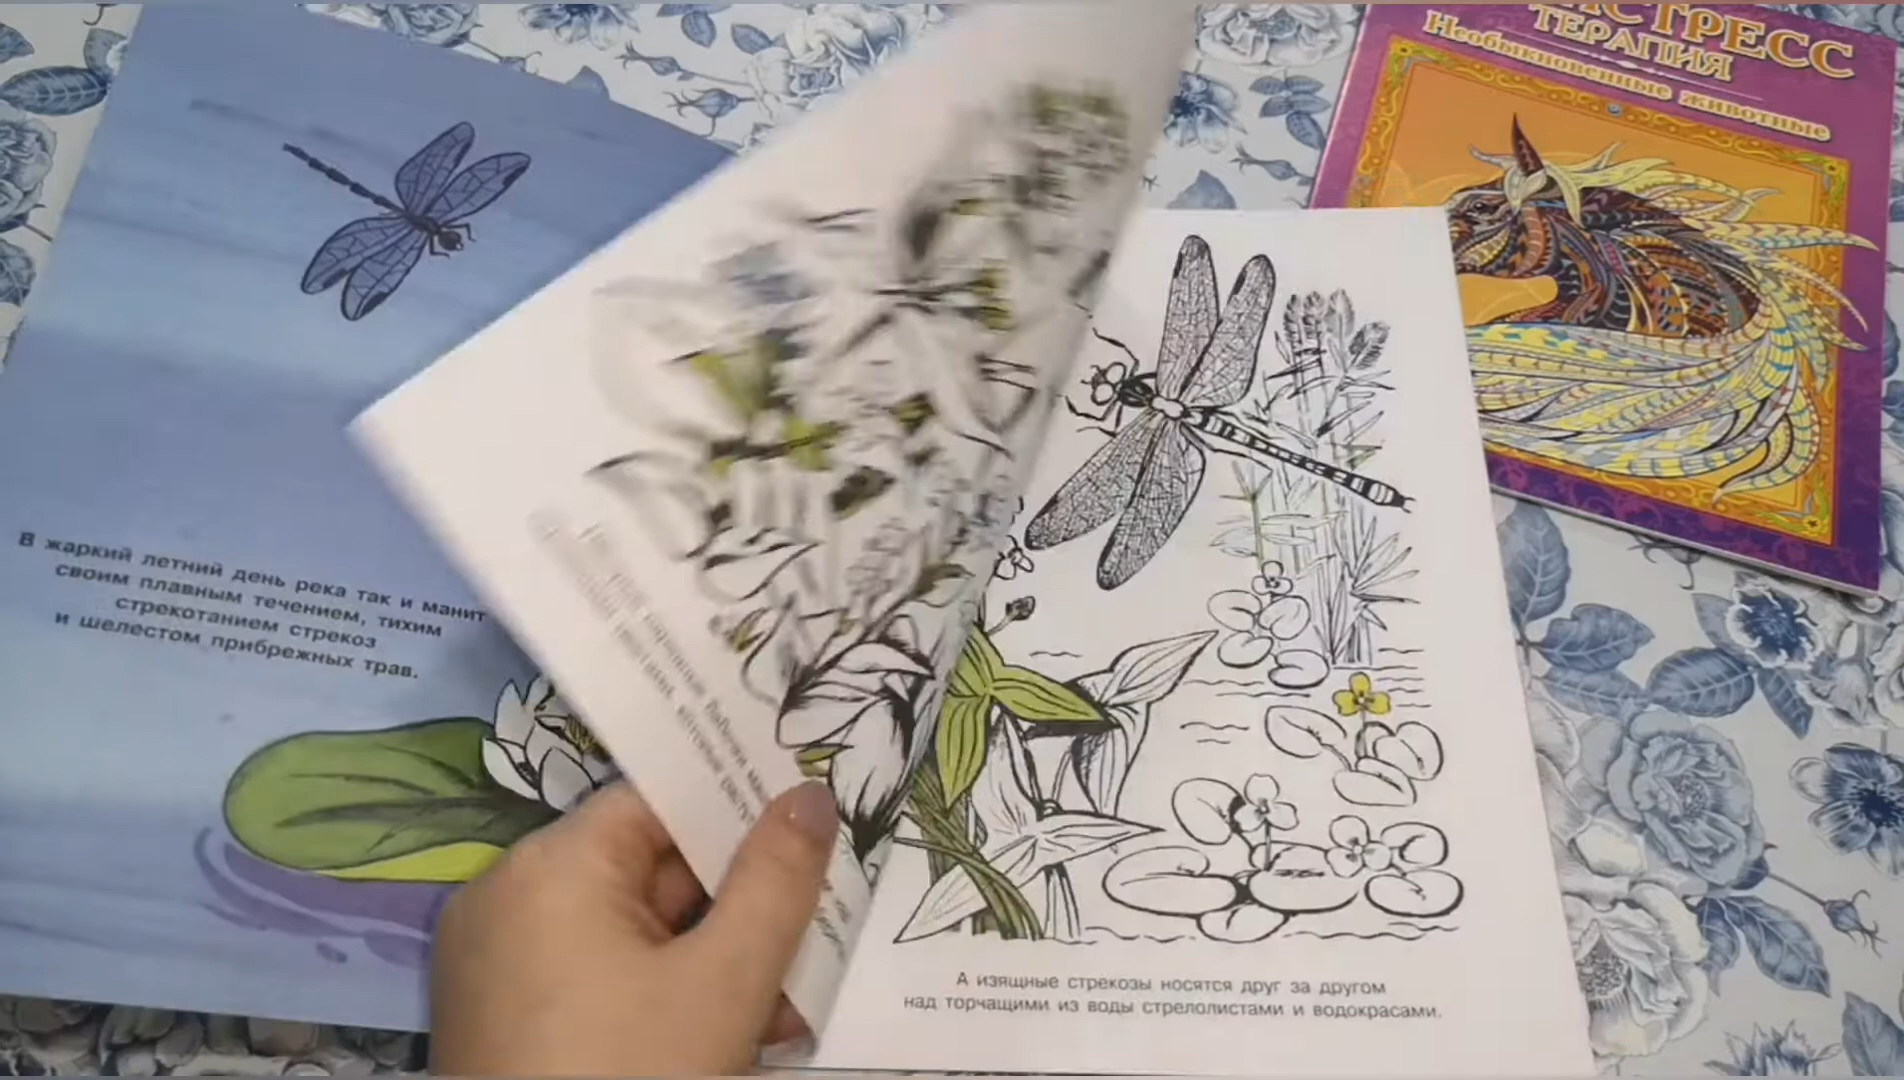 В жаркий летний день река так и манит
своим плавным течением, тихим
стрекотанием стрекоз
и шелестом прибрежных трав.
ТЕРАПИЯ
Необыкновенные животные
А изящные стрекозы носятся друг за другом
над торчащими из воды стрелолистами и водокрасами.